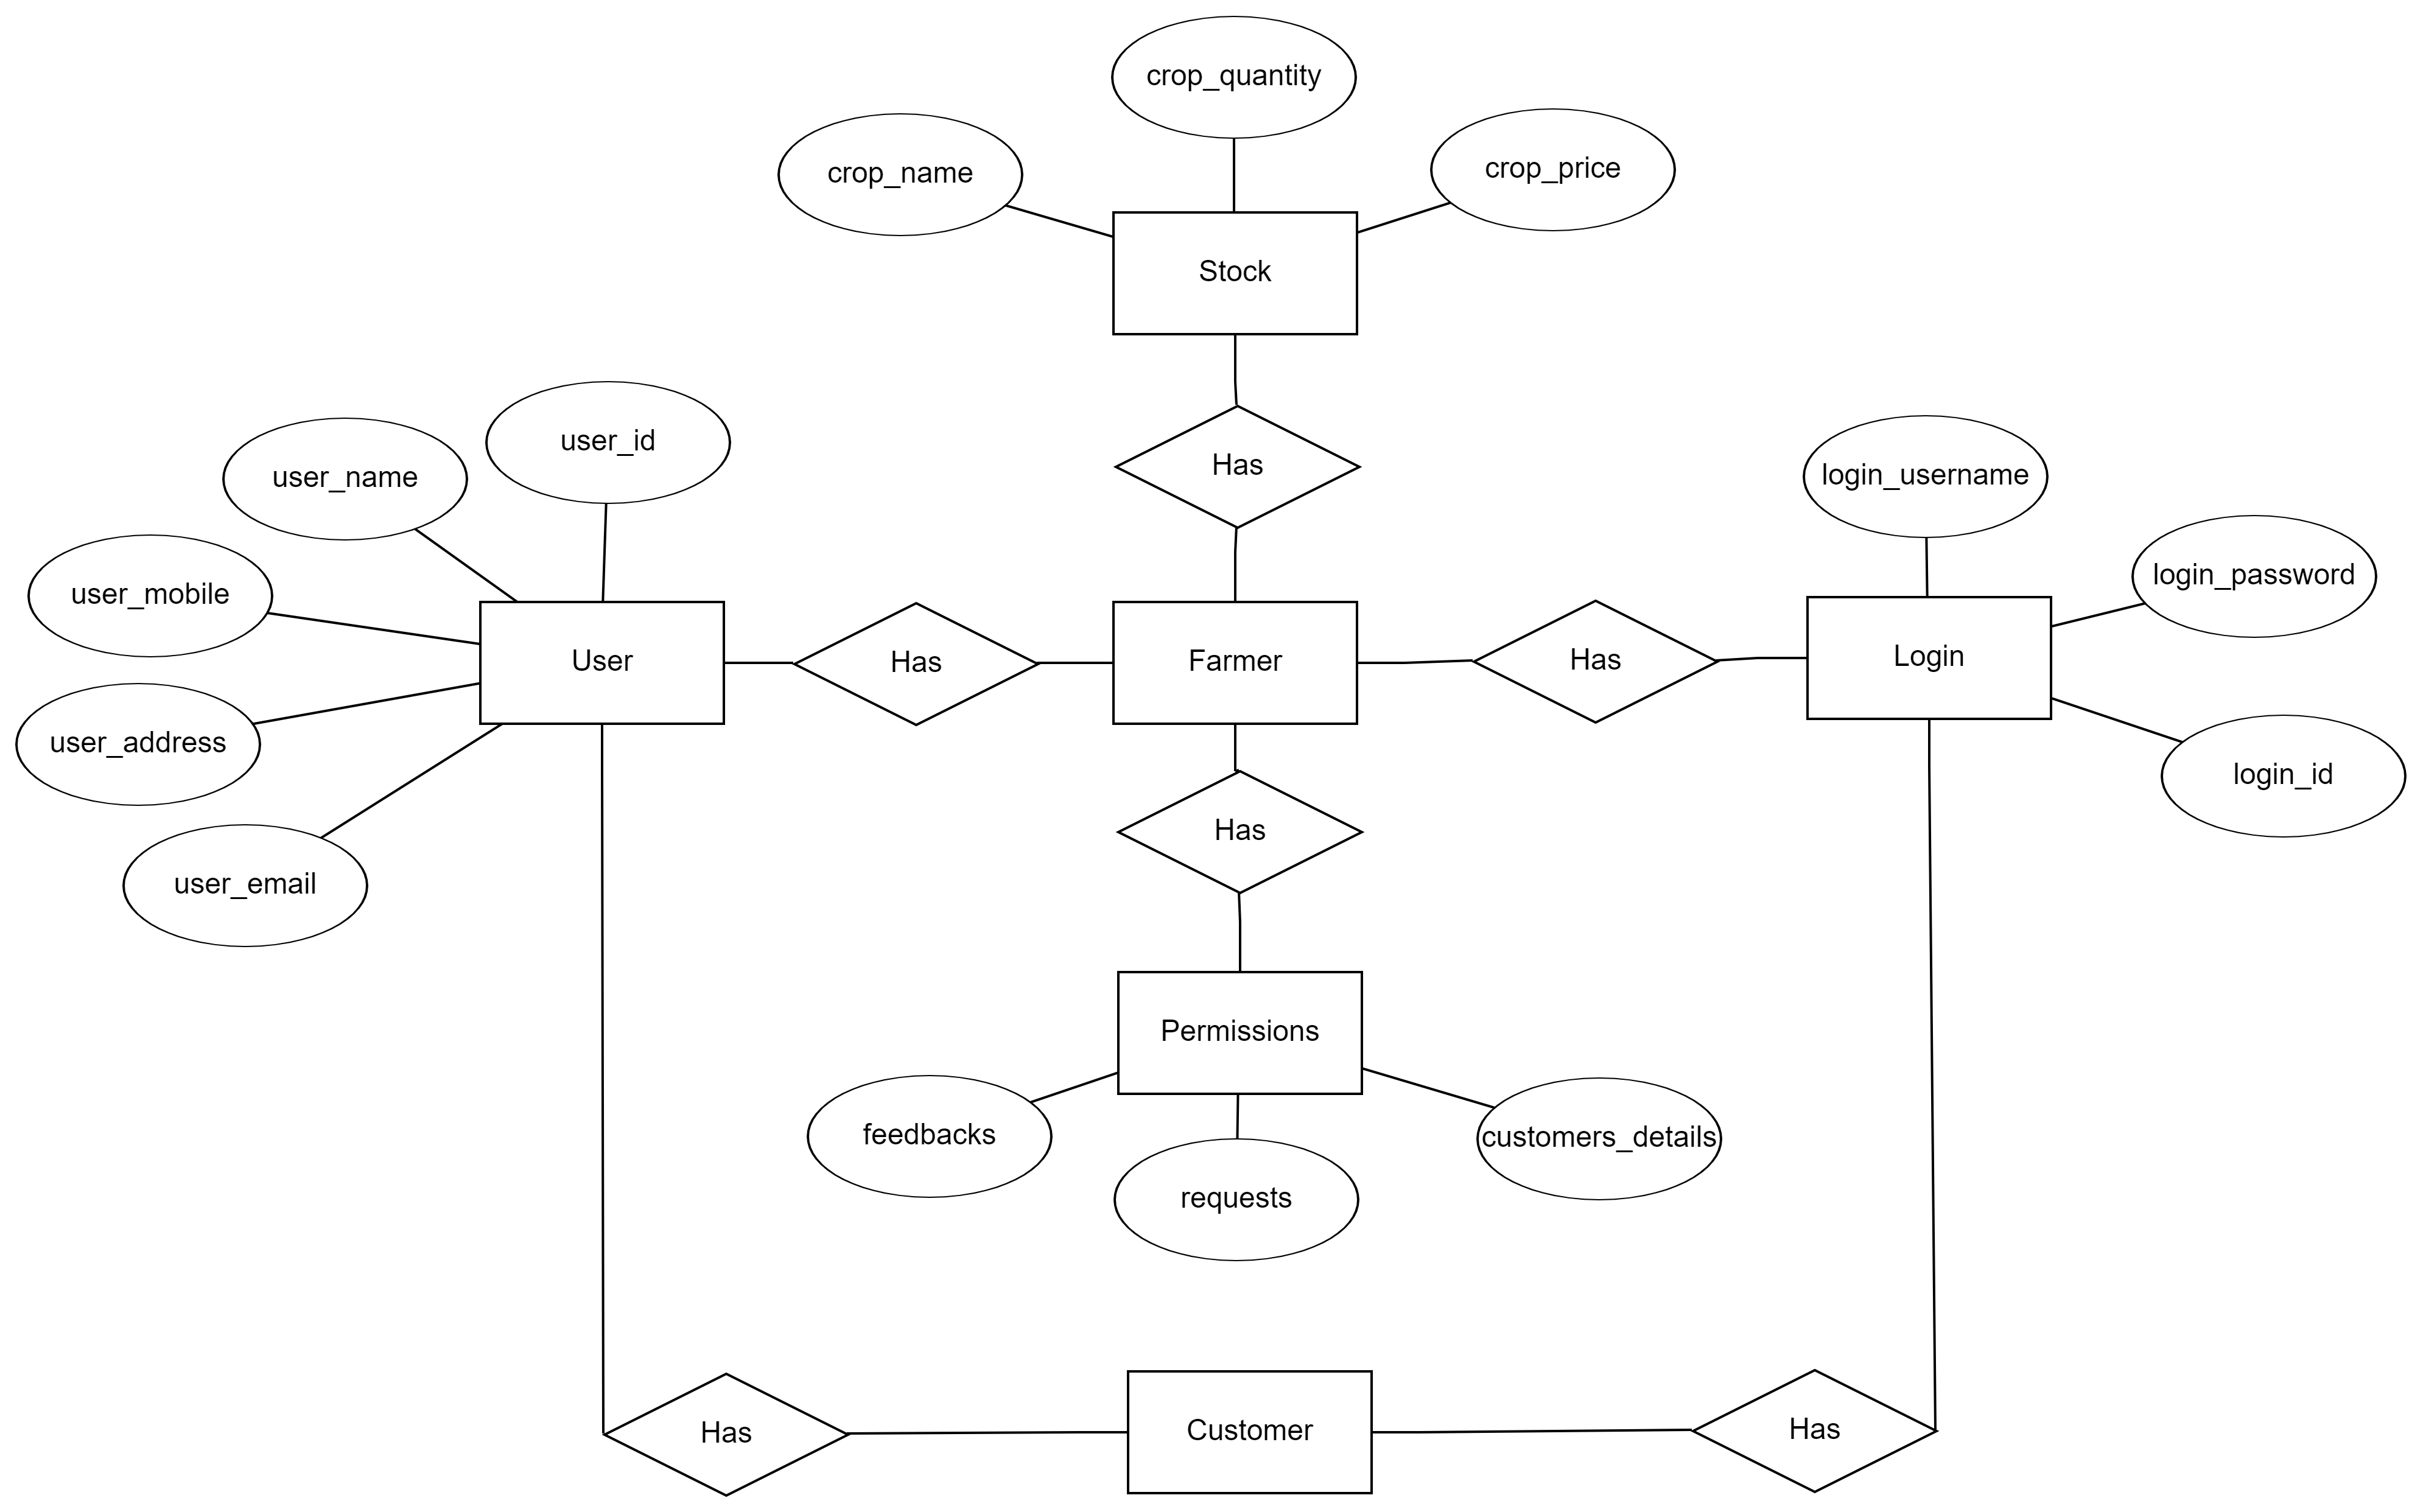 crop_quantity
crop_name
crop_price
Stock
user_id
user_name
Has
login_username
user_mobile
login_password
User
Has
Farmer
Has
Login
user_address
login_id
Has
user_email
Permissions
feedbacks
customers_details
requests
Has
Customer
Has